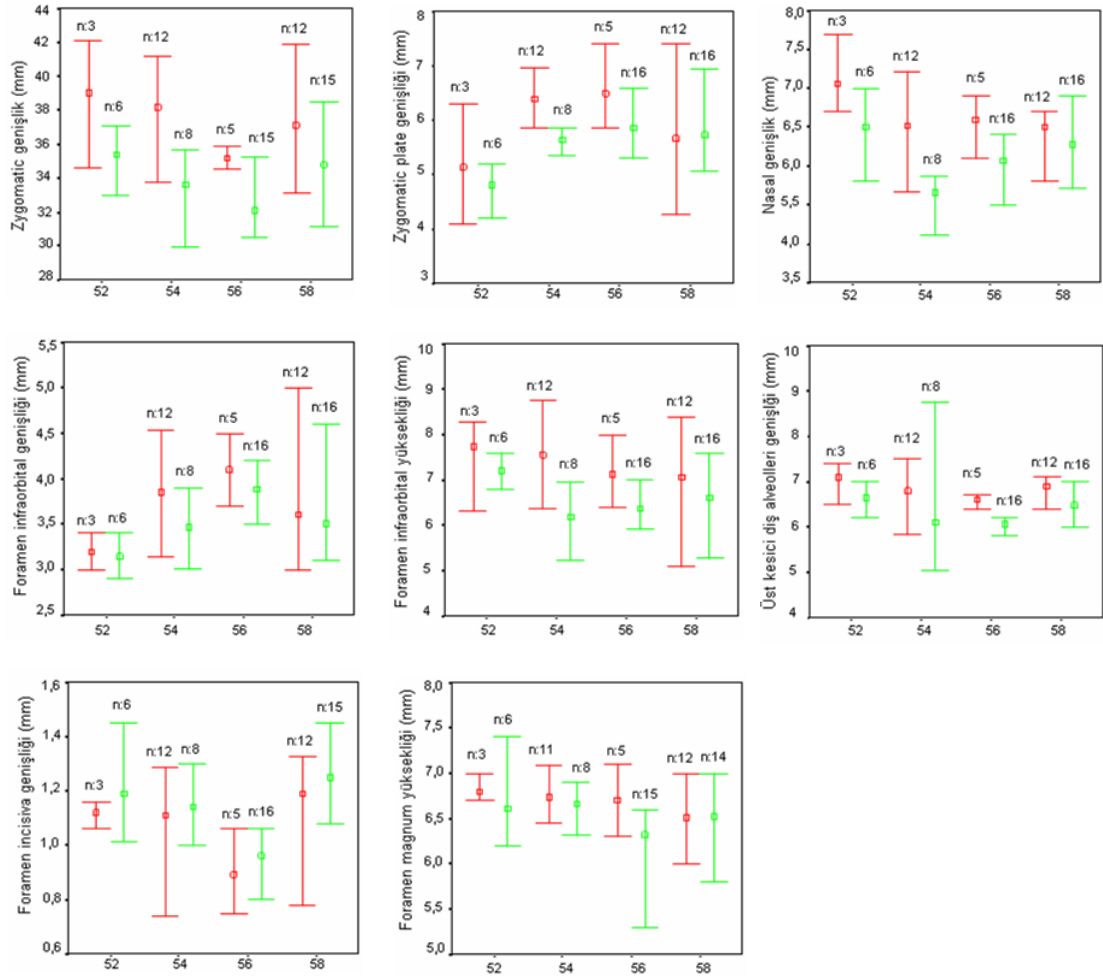 Zygomatic genişlik (mm)
44
42
40
38
36
34
32
30
28
n:3
n:6
n:12
n:8
n:5
n:15
n:12
n:15
52 54 56 58
Zygomatic plate genişliği (mm)
8
7
6
5
4
3
n:3
n:6
n:12
n:8
n:5
n:16
n:12
n:16
52 54 56 58
Nasal genişlik (mm)
8,0
7,5
7,0
6,5
6,0
5,5
4,0
3,5
n:3
n:6
n:12
n:8
n:5
n:16
n:12
n:16
52 54 56 58
Foramen infraorbital genişliği (mm)
5,5
5,0
4,5
4,0
3,5
3,0
2,5
n:3
n:6
n:12
n:8
n:5
n:16
n:12
n:16
52 54 56 58
Foramen infraorbital yüksekliği (mm)
10
9
8
7
6
5
4
n:3
n:6
n:12
n:8
n:5
n:16
n:12
n:16
52 54 56 58
Üst kesici diş alveolleri genişlği (mm)
10
9
8
7
6
5
4
n:3
n:6
n:12
n:8
n:5
n:16
n:12
n:16
52 54 56 58
Foramen incisiva genişliği (mm)
1,6
1,4
1,2
1,0
0,8
0,6
n:3
n:6
n:12
n:8
n:5
n:16
n:12
n:15
52 54 56 58
Foramen magnum yüksekliği (mm)
8,0
7,5
7,0
6,5
6,0
5,5
5,0
n:3
n:6
n:11
n:8
n:5
n:15
n:12
n:14
52 54 56 58